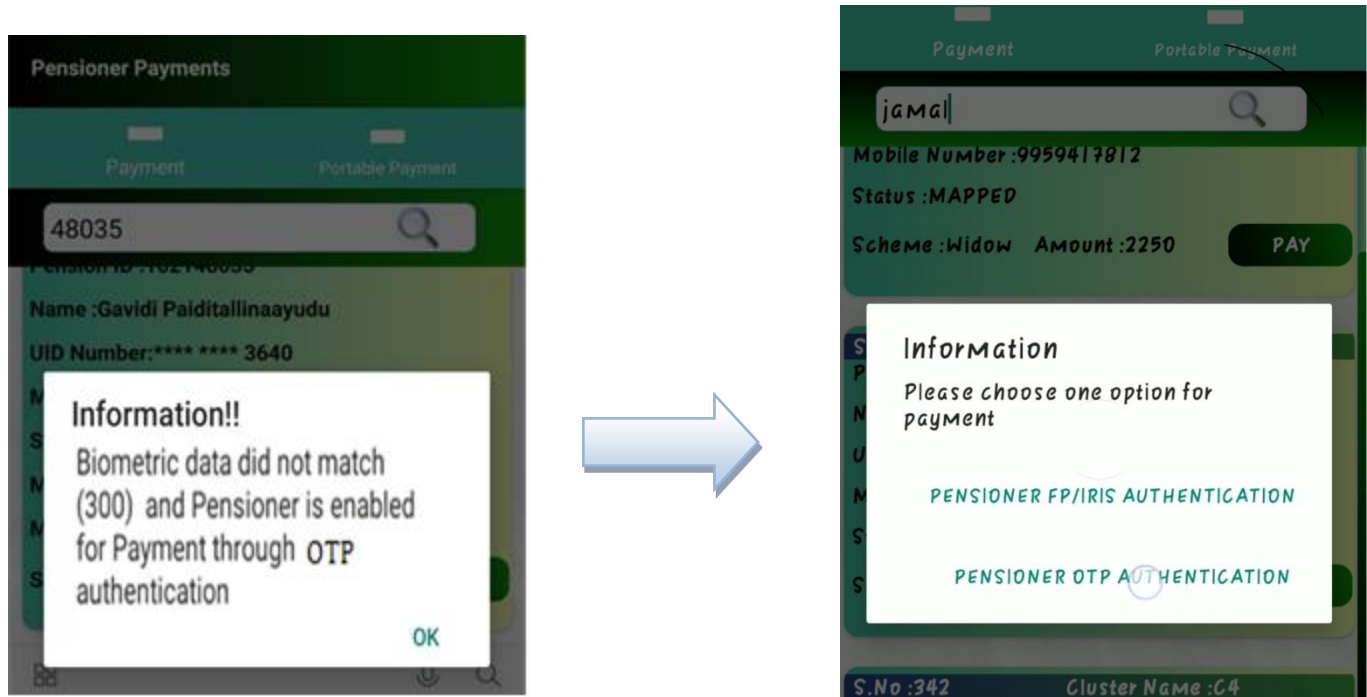 Pensioner Payments
Payment Portable Payment
48035
Pension ID :102148035
Name :Gavidi Paiditallinaayudu
UID Number:**** **** 3640
M
S
M
M
S
Information!!
Biometric data did not match
(300) and Pensioner is enabled
for Payment through OTP
authentication
OK
Payment Portable Payment
jamal
Mobile Number :9959417812
Status :MAPPED
Scheme :Widow Amount :2250 PAY
S
P
N
U
M
S
S
Information
Please choose one option for
payment
PENSIONER FP/IRIS AUTHENTICATION
PENSIONER OTP AUTHENTICATION
S.No :342 Cluster Name :C4